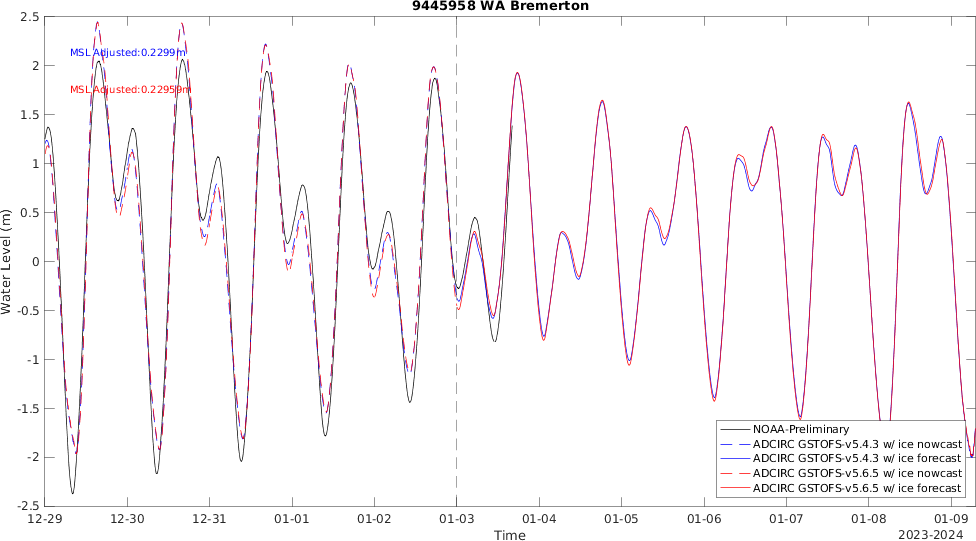 9445958 WA Bremerton
2.5
2
1.5
1
0.5
0
-0.5
-1
-1.5
-2
-2.5
Water Level (m)
MSL Adjusted:0.2299m
MSL Adjusted:0.22959m
NOAA-Preliminary
ADCIRC GSTOFS-v5.4.3 w/ ice nowcast
ADCIRC GSTOFS-v5.4.3 w/ ice forecast
ADCIRC GSTOFS-v5.6.5 w/ ice nowcast
ADCIRC GSTOFS-v5.6.5 w/ ice forecast
12-29 12-30 12-31 01-01 01-02 01-03 01-04 01-05 01-06 01-07 01-08 01-09
Time
2023-2024